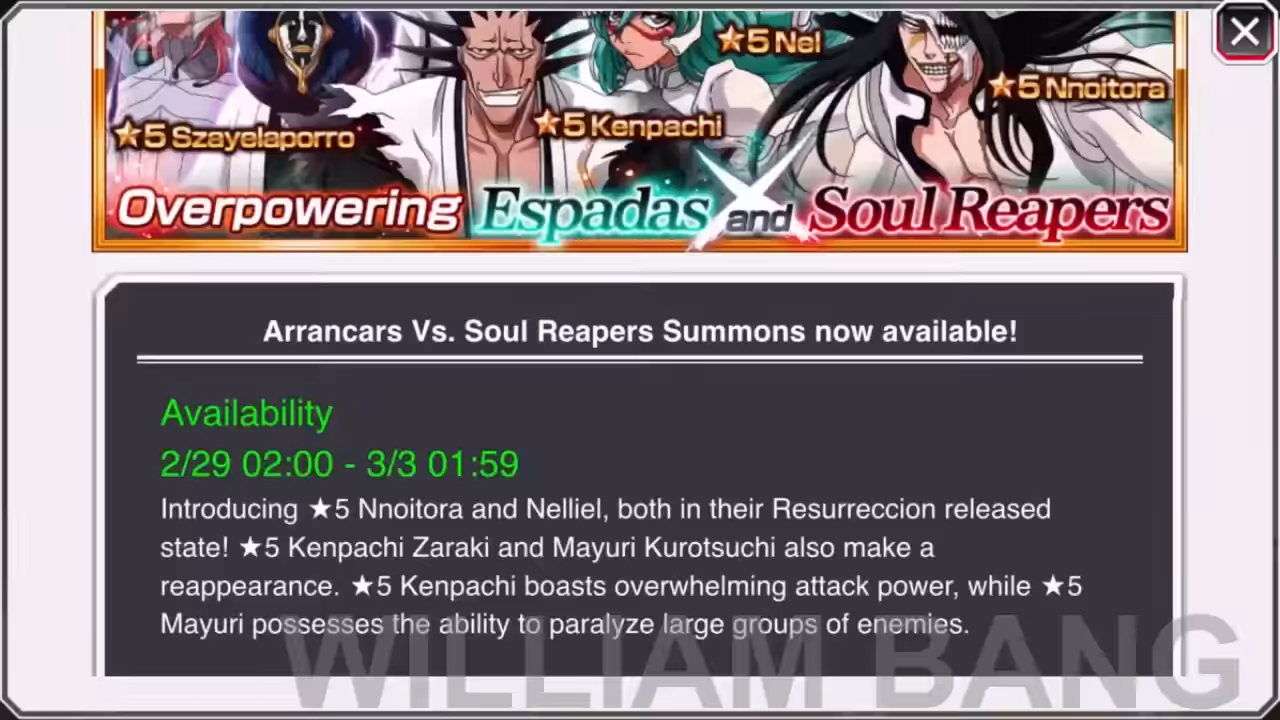 ★5 Nel
★5 Nnoitora
★5 Kenpachi
★5 Szayelaporro
Overpowering Espadas and Soul Reapers
Arrancars Vs. Soul Reapers Summons now available!
Availability
2/29 02:00 - 3/3 01:59
Introducing ★5 Nnoitora and Nelliel, both in their Resurreccion released
state! ★5 Kenpachi Zaraki and Mayuri Kurotsuchi also make a
reappearance. ★5 Kenpachi boasts overwhelming attack power, while ★5
Mayuri possesses the ability to paralyze large groups of enemies.
WILLIAM BANG